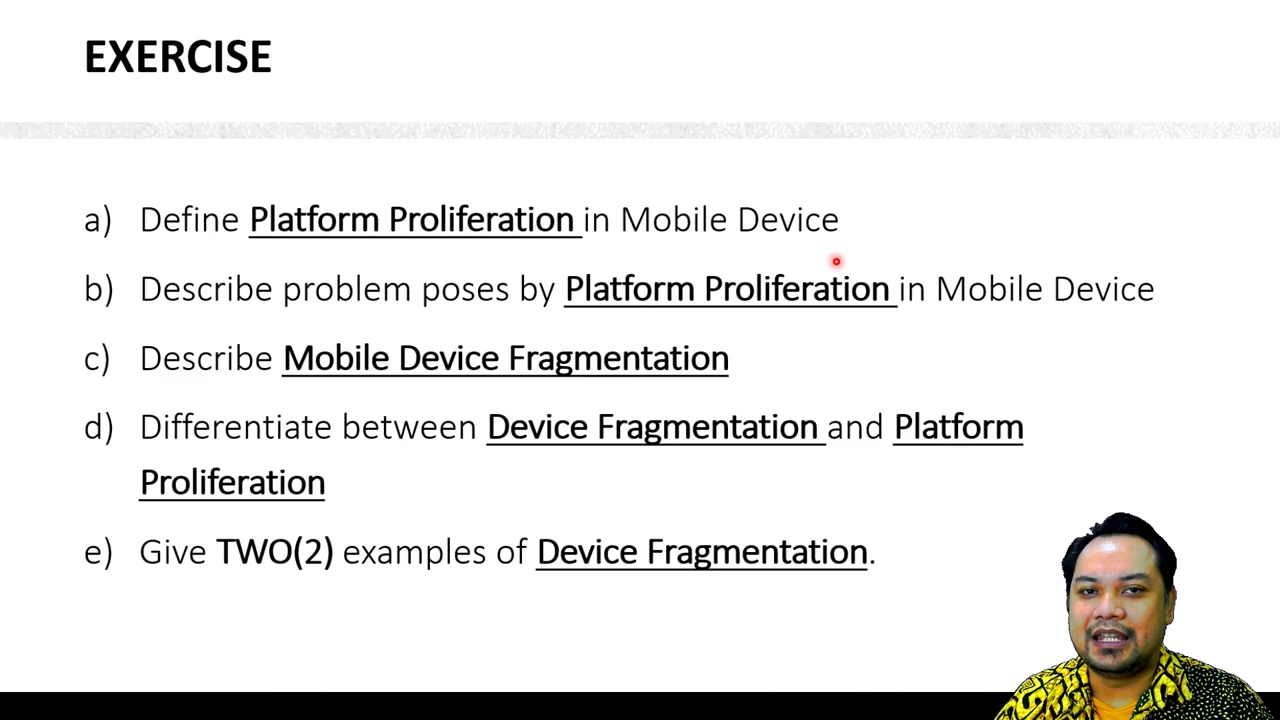 EXERCISE
a) Define Platform Proliferation in Mobile Device
b) Describe problem poses by Platform Proliferation in Mobile Device
c) Describe Mobile Device Fragmentation
d) Differentiate between Device Fragmentation and Platform
Proliferation
e) Give TWO(2) examples of Device Fragmentation.